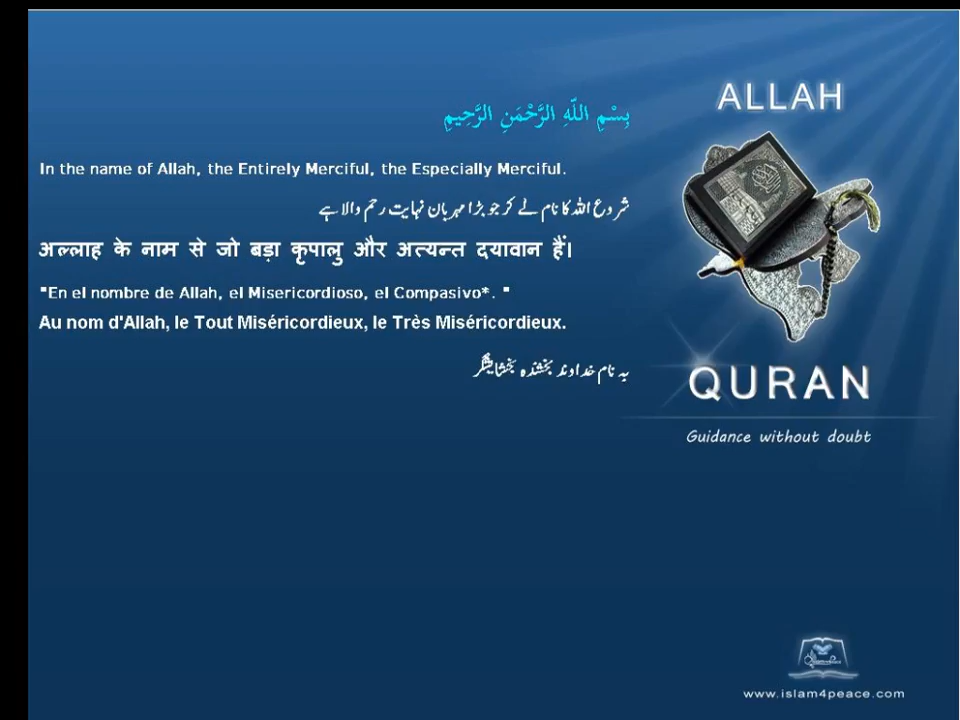 بِسْمِ اللَّهِ الرَّحْمَنِ الرَّحِيمِ
In the name of Allah, the Entirely Merciful, the Especially Merciful.
شروع اللہ کا نام لے کر جو بڑا مہربان نہایت رحم والا ہے
अल्लाह के नाम से जो बड़ा कृपालु और अत्यन्त दयावान हैं।
"En el nombre de Allah, el Misericordioso, el Compasivo*. "
Au nom d'Allah, le Tout Miséricordieux, le Très Miséricordieux.
به نام خداوند بخشنده بخشایشگر
ALLAH
QURAN
Guidance without doubt
www.islam4peace.com